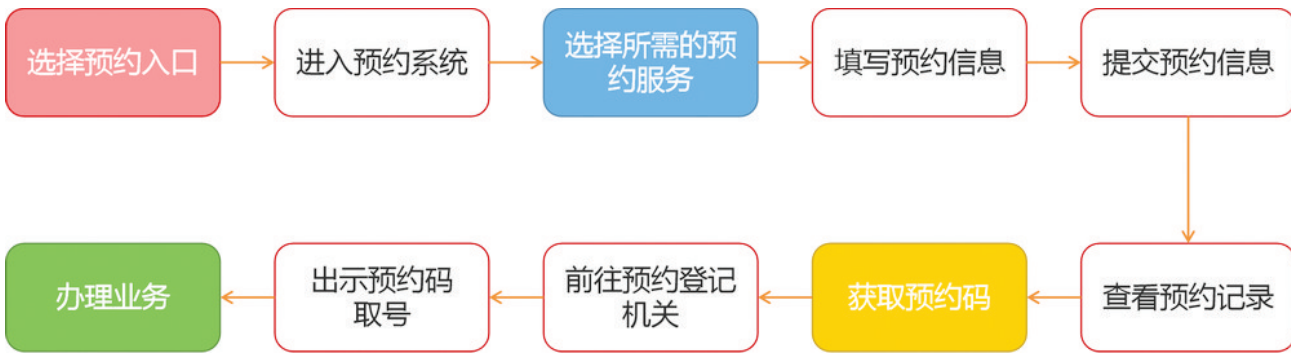 选择预约入口
进入预约系统
选择所需的预
约服务
填写预约信息
提交预约信息
查看预约记录
获取预约码
前往预约登记
机关
出示预约码
取号
办理业务